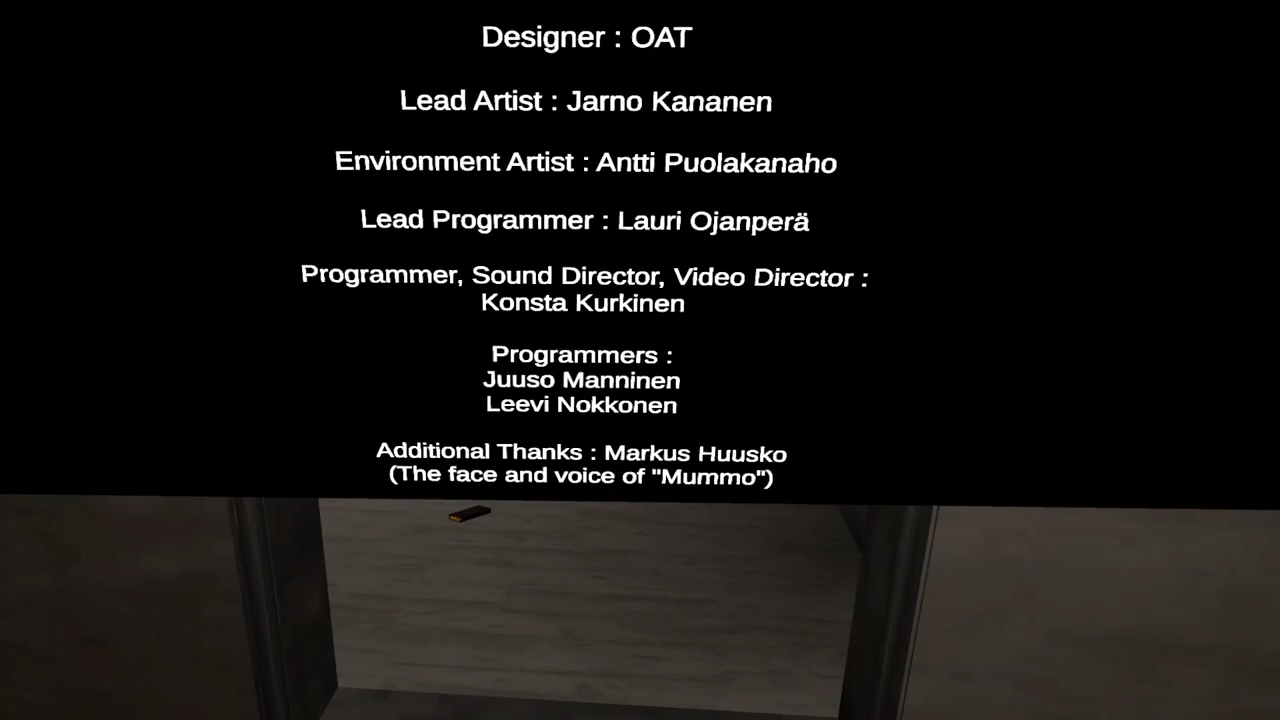 Designer : OAT
Lead Artist : Jarno Kananen
Environment Artist : Antti Puolakanaho
Lead Programmer : Lauri Ojanperä
Programmer, Sound Director, Video Director :
Konsta Kurkinen
Programmers :
Juuso Manninen
Leevi Nokkonen
Additional Thanks : Markus Huusko
(The face and voice of "Mummo")